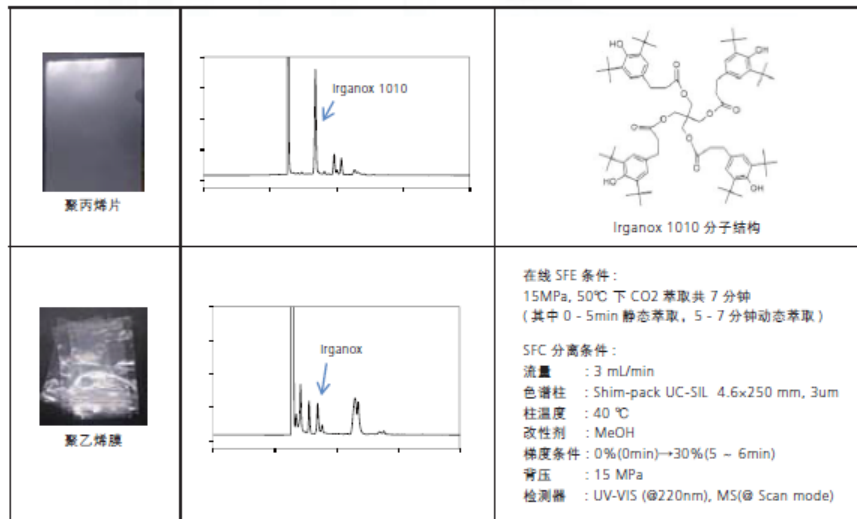 Irganox 1010
聚丙烯片
HO
OH
O
O
O
O
O
O
O
O
HO
OH
Irganox 1010 分子结构
Irganox
聚乙烯膜
在线 SFE 条件：
15MPa, 50℃ 下 CO2 萃取共 7 分钟
( 其中 0 - 5min 静态萃取，5 - 7 分钟动态萃取 )
SFC 分离条件：
流量 : 3 mL/min
色谱柱 : Shim-pack UC-SIL 4.6×250 mm, 3um
柱温度 : 40 ℃
改性剂 : MeOH
梯度条件 : 0%(0min)→30%(5 ~ 6min)
背压 : 15 MPa
检测器 : UV-VIS (@220nm), MS(@ Scan mode)